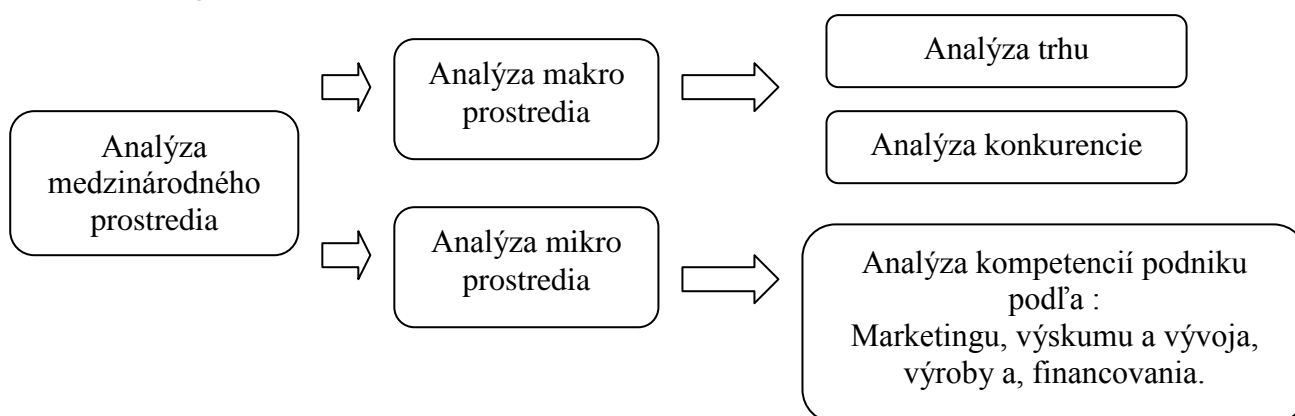 Analýza
medzinárodného
prostredia
Analýza makro
prostredia
Analýza mikro
prostredia
Analýza trhu
Analýza konkurencie
Analýza kompetencií podniku
podľa :
Marketingu, výskumu a vývoja,
výroby a, financovania.